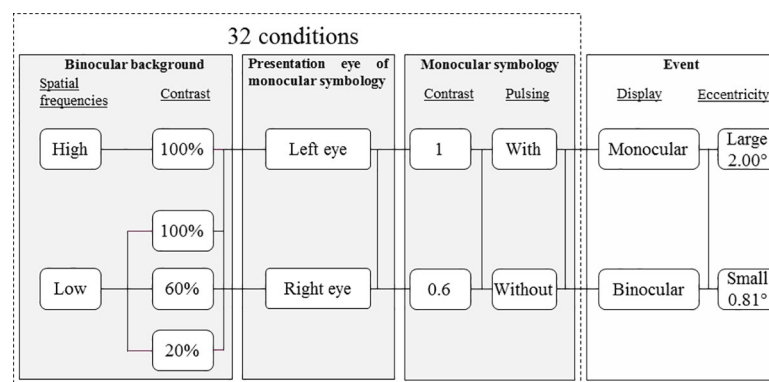 32 conditions
Binocular background
Spatial
frequencies
Contrast
High
100%
100%
Low
60%
20%
Presentation eye of
monocular symbology
Left eye
Right eye
Monocular symbology
Contrast
Pulsing
1
With
0.6
Without
Event
Display
Eccentricity
Monocular
Large
2.00°
Binocular
Small
0.81°